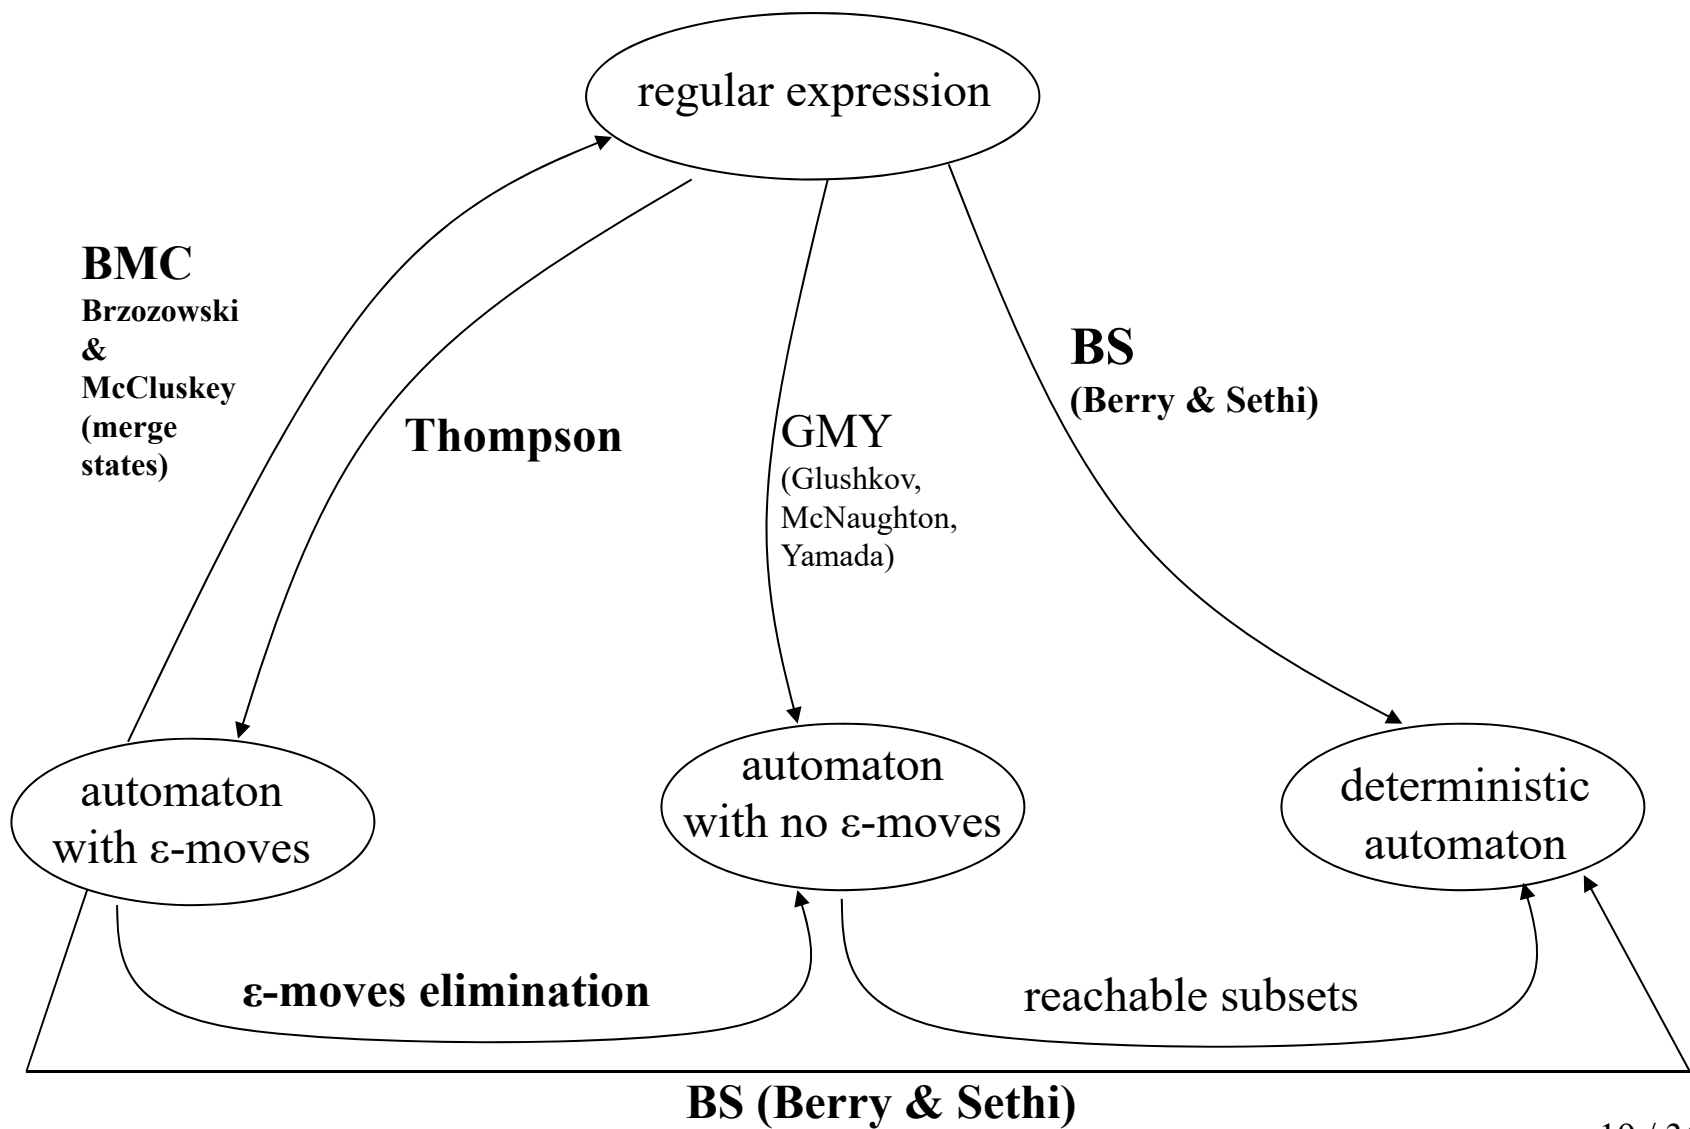 regular expression
BMC
Brzozowski
&
McCluskey
(merge
states)
Thompson
GMY
(Glushkov,
McNaughton,
Yamada)
BS
(Berry & Sethi)
automaton
with ε-moves
automaton
with no ε-moves
deterministic
automaton
ε-moves elimination
reachable subsets
BS (Berry & Sethi)